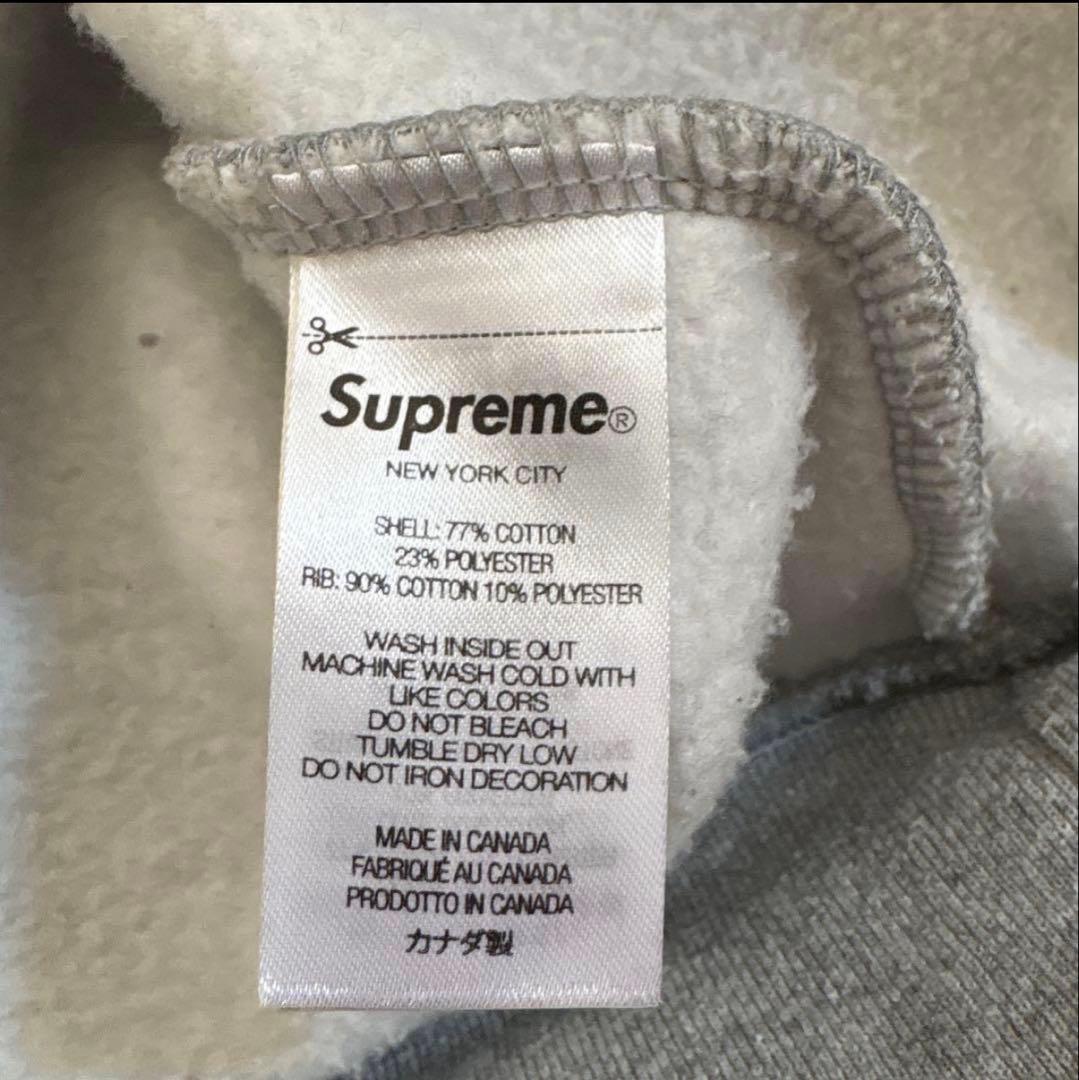 Supreme®
NEW YORK CITY
SHELL: 77% COTTON
23% POLYESTER
RIB: 90% COTTON 10% POLYESTER
WASH INSIDE OUT
MACHINE WASH COLD WITH
LIKE COLORS
DO NOT BLEACH
TUMBLE DRY LOW
DO NOT IRON DECORATION
MADE IN CANADA
FABRIQUÉ AU CANADA
PRODOTTO IN CANADA
カナダ製